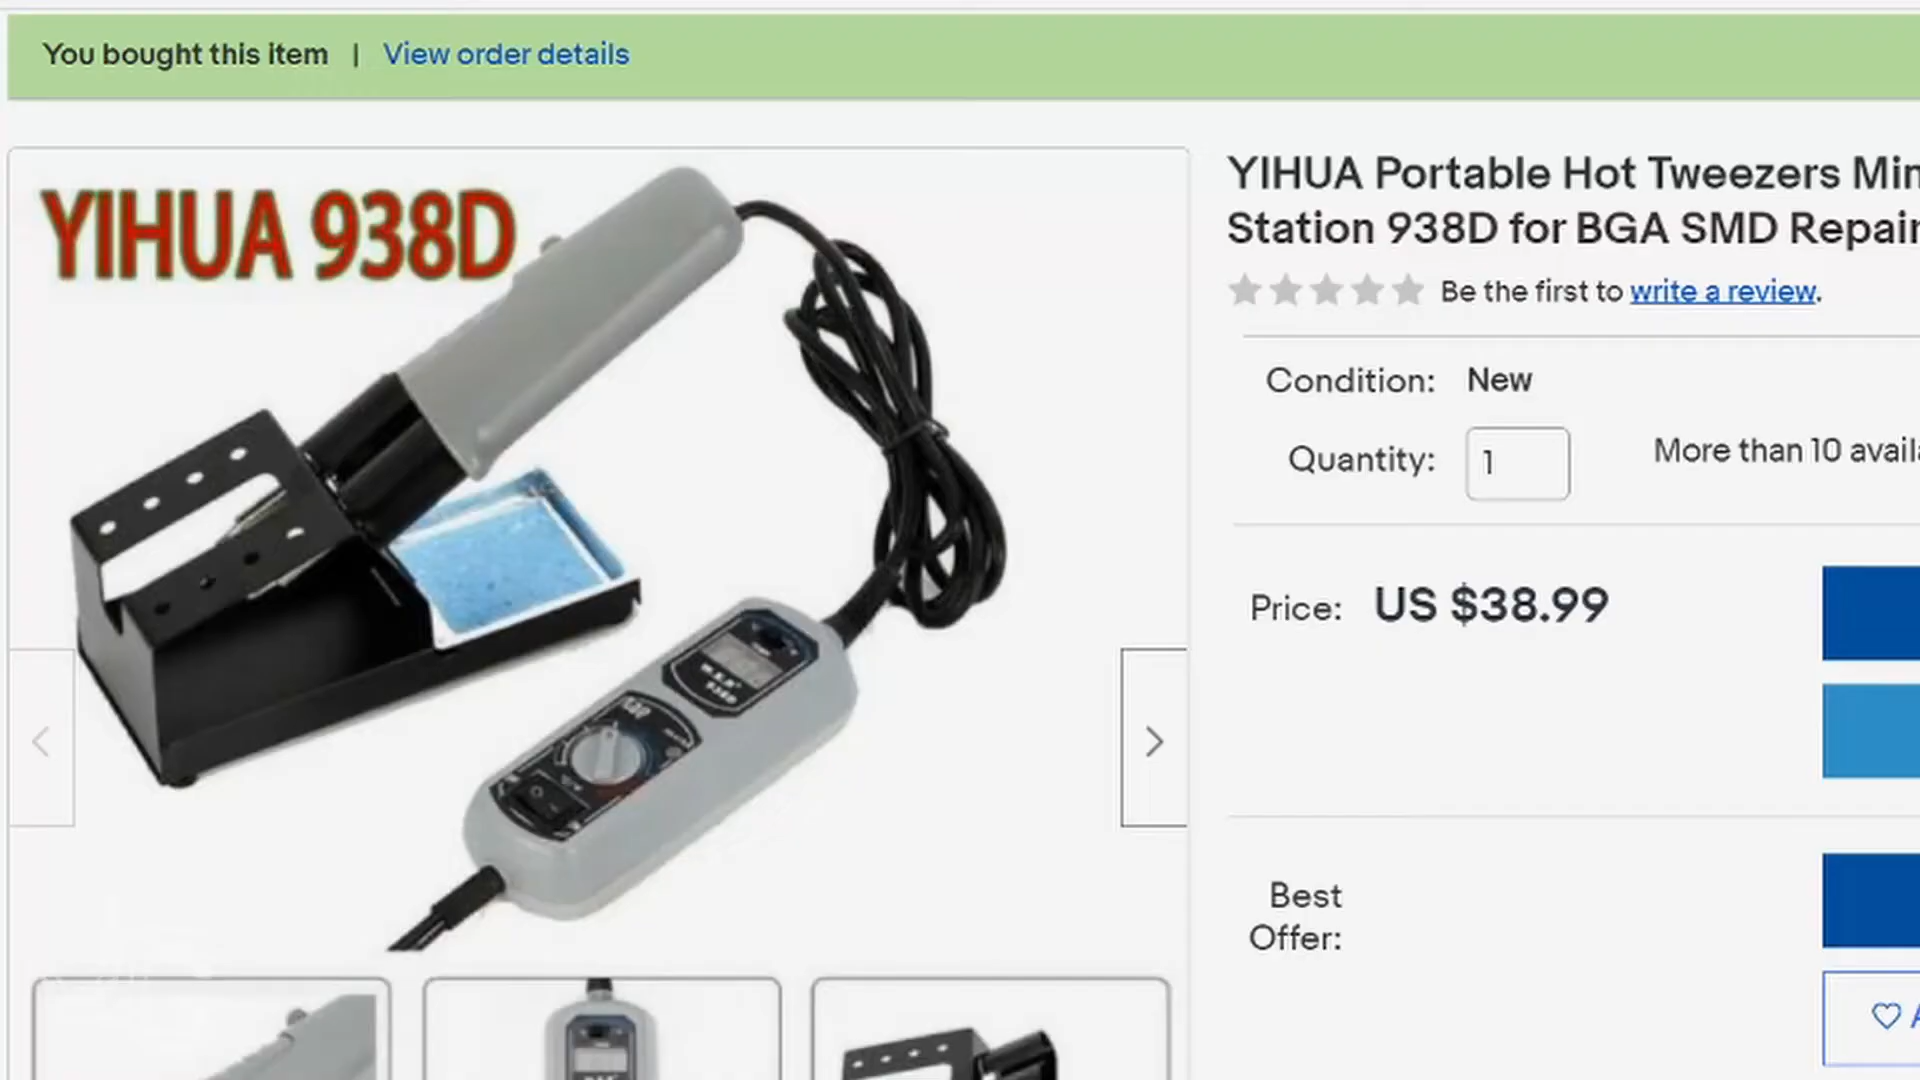 You bought this item | View order details
YIHUA 938D
YIHUA Portable Hot Tweezers Min
Station 938D for BGA SMD Repair
Be the first to write a review.
Condition: New
Quantity: 1
More than 10 avail
Price: US $38.99
Best
Offer:
938D